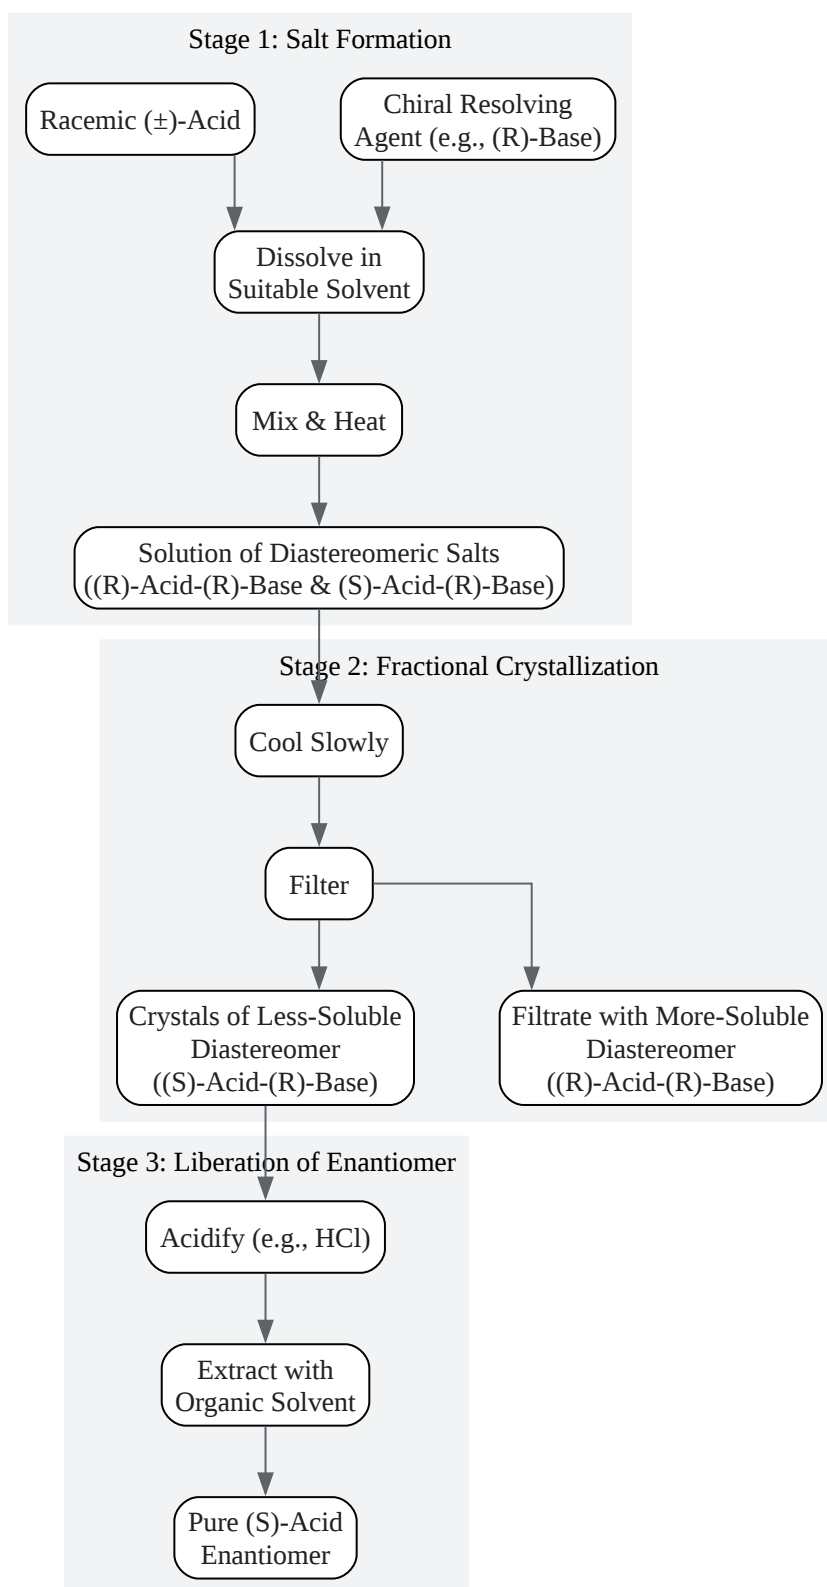 Stage 1: Salt Formation
Racemic (±)-Acid
Chiral Resolving
Agent (e.g., (R)-Base)
Dissolve in
Suitable Solvent
Mix & Heat
Solution of Diastereomeric Salts
((R)-Acid-(R)-Base & (S)-Acid-(R)-Base)
Stage 2: Fractional Crystallization
Cool Slowly
Filter
Crystals of Less-Soluble
Diastereomer
((S)-Acid-(R)-Base)
Filtrate with More-Soluble
Diastereomer
((R)-Acid-(R)-Base)
Stage 3: Liberation of Enantiomer
Acidify (e.g., HCl)
Extract with
Organic Solvent
Pure (S)-Acid
Enantiomer